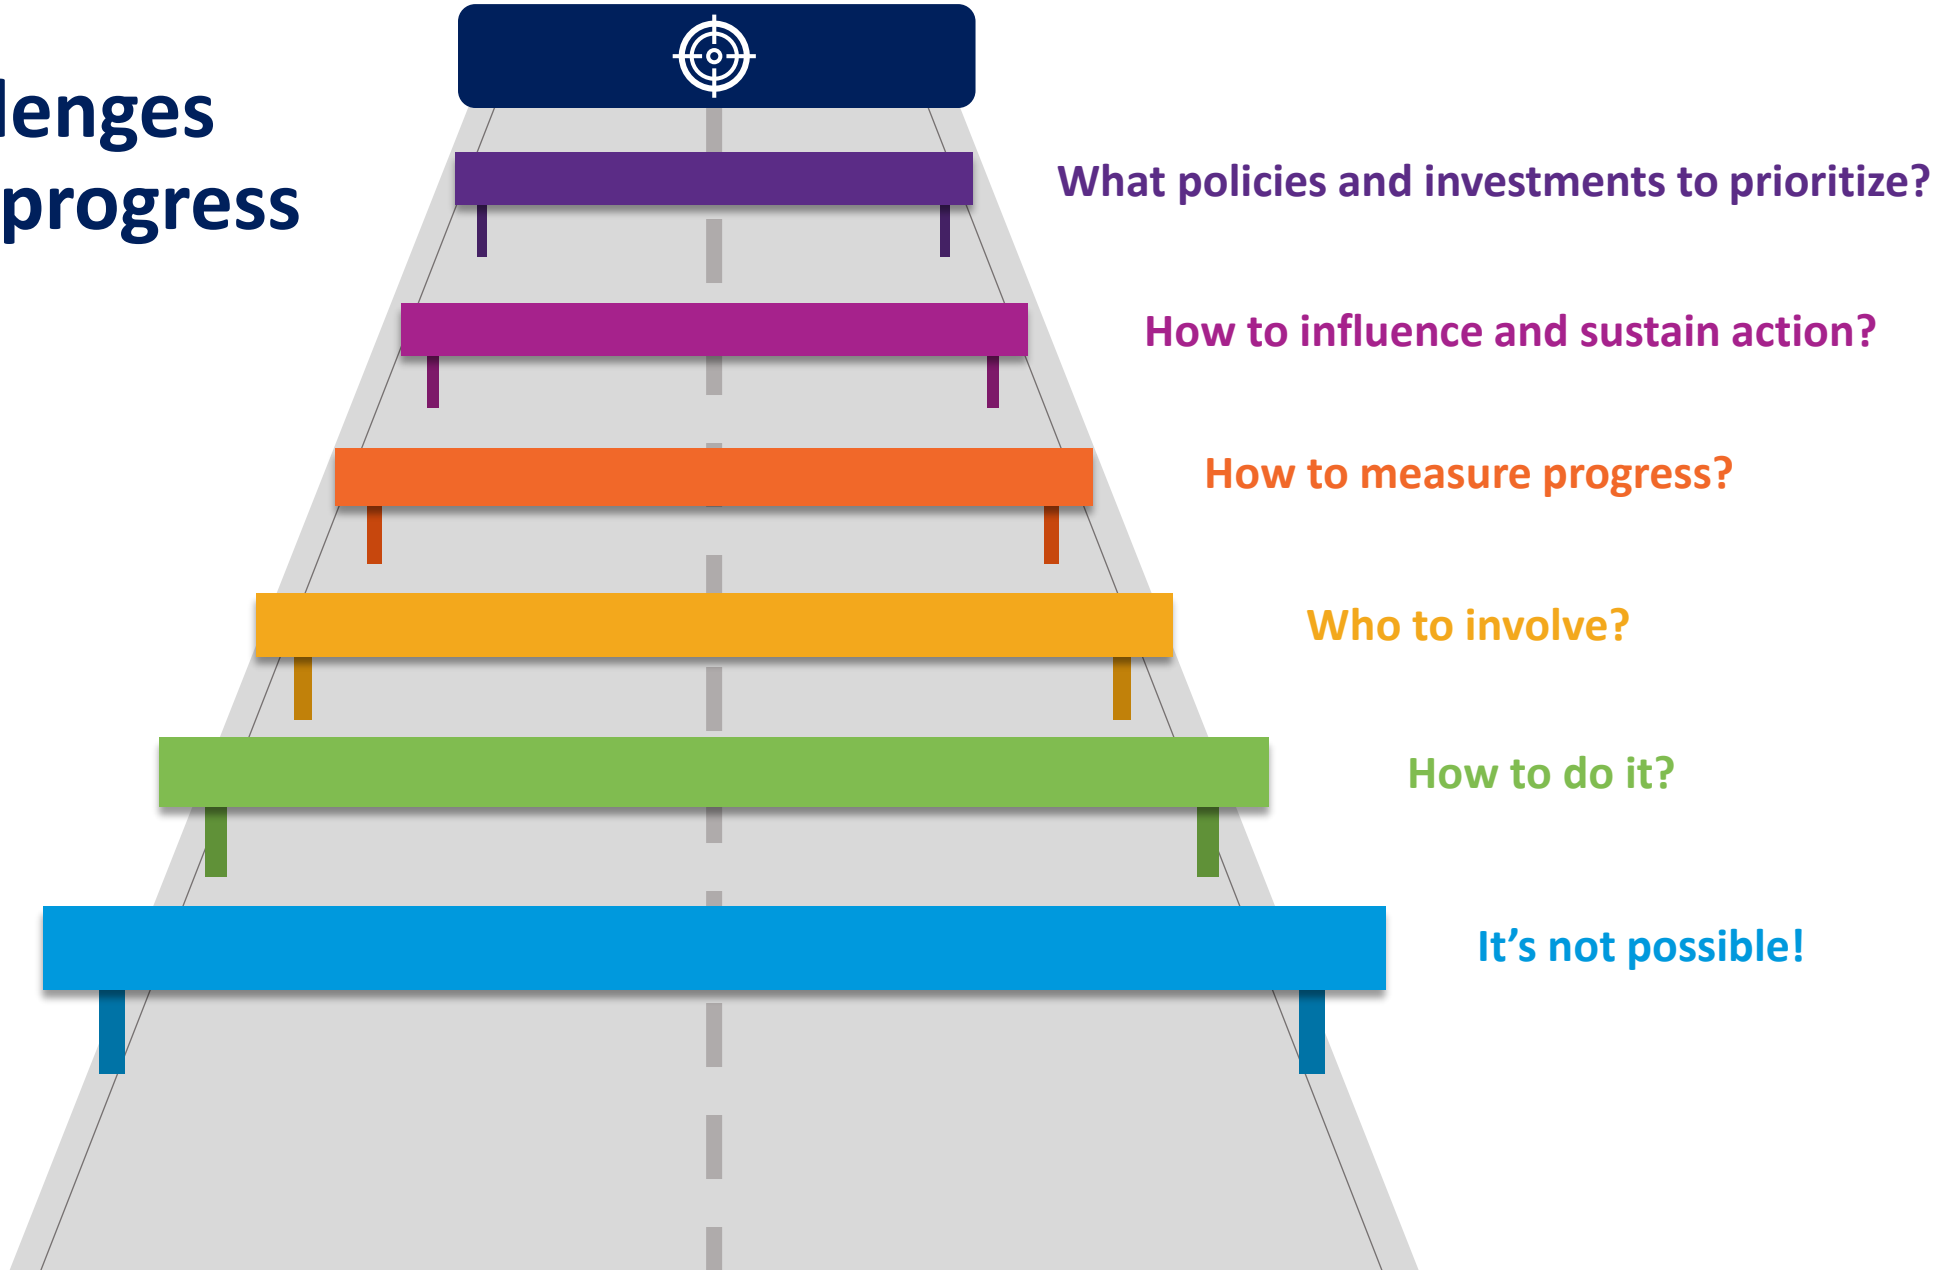 lenges
progress
What policies and investments to prioritize?
How to influence and sustain action?
How to measure progress?
Who to involve?
How to do it?
It’s not possible!